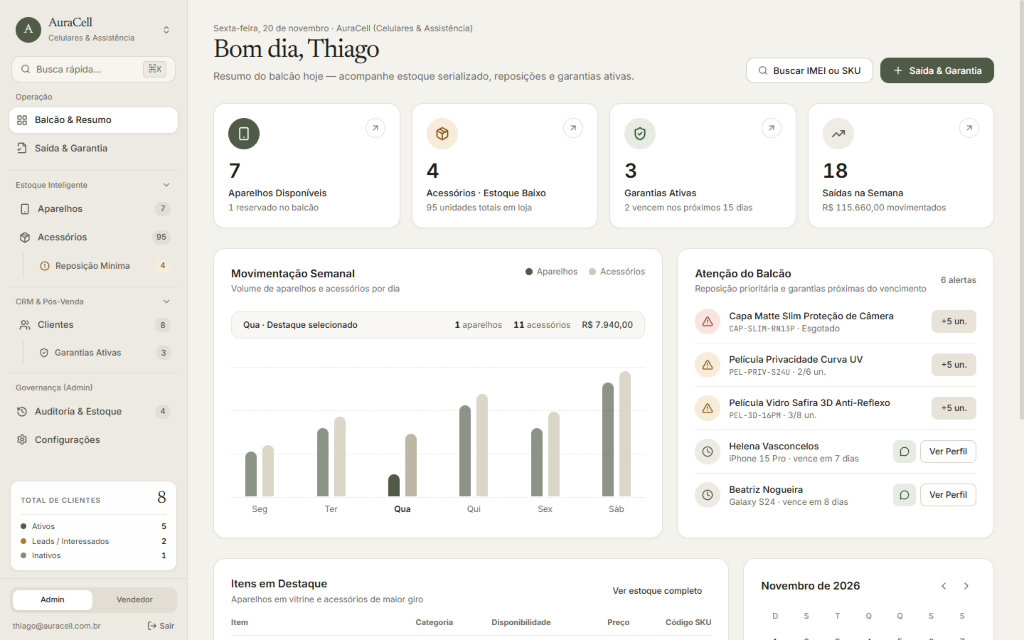 A
AuraCell
Celulares & Assistência
Busca rápida...
⌘K
Operação
Balcão & Resumo
Saída & Garantia
Estoque Inteligente
Aparelhos 7
Acessórios 95
Reposição Mínima 4
CRM & Pós-Venda
Clientes 8
Garantias Ativas 3
Governança (Admin)
Auditoria & Estoque 4
Configurações
TOTAL DE CLIENTES 8
Ativos 5
Leads / Interessados 2
Inativos 1
Admin Vendedor
thiago@auracell.com.br Sair
Sexta-feira, 20 de novembro · AuraCell (Celulares & Assistência)
Bom dia, Thiago
Resumo do balcão hoje — acompanhe estoque serializado, reposições e garantias ativas.
Buscar IMEI ou SKU
Saída & Garantia
7
Aparelhos Disponíveis
1 reservado no balcão
4
Acessórios · Estoque Baixo
95 unidades totais em loja
3
Garantias Ativas
2 vencem nos próximos 15 dias
18
Saídas na Semana
R$ 115.660,00 movimentados
Movimentação Semanal
Volume de aparelhos e acessórios por dia
Aparelhos Acessórios
Qua · Destaque selecionado 1 aparelhos 11 acessórios R$ 7.940,00
Seg Ter Qua Qui Sex Sáb
Atenção do Balcão
Reposição prioritária e garantias próximas do vencimento
6 alertas
Capa Matte Slim Proteção de Câmera
CAP-SLIM-RN13P · Esgotado
+5 un.
Película Privacidade Curva UV
PEL-PRIV-S24U · 2/6 un.
+5 un.
Película Vidro Safira 3D Anti-Reflexo
PEL-3D-16PM · 3/8 un.
+5 un.
Helena Vasconcelos
iPhone 15 Pro · vence em 7 dias
Ver Perfil
Beatriz Nogueira
Galaxy S24 · vence em 8 dias
Ver Perfil
Itens em Destaque
Aparelhos em vitrine e acessórios de maior giro
Ver estoque completo
Item Categoria Disponibilidade Preço Código SKU
Novembro de 2026
D S T Q Q S S